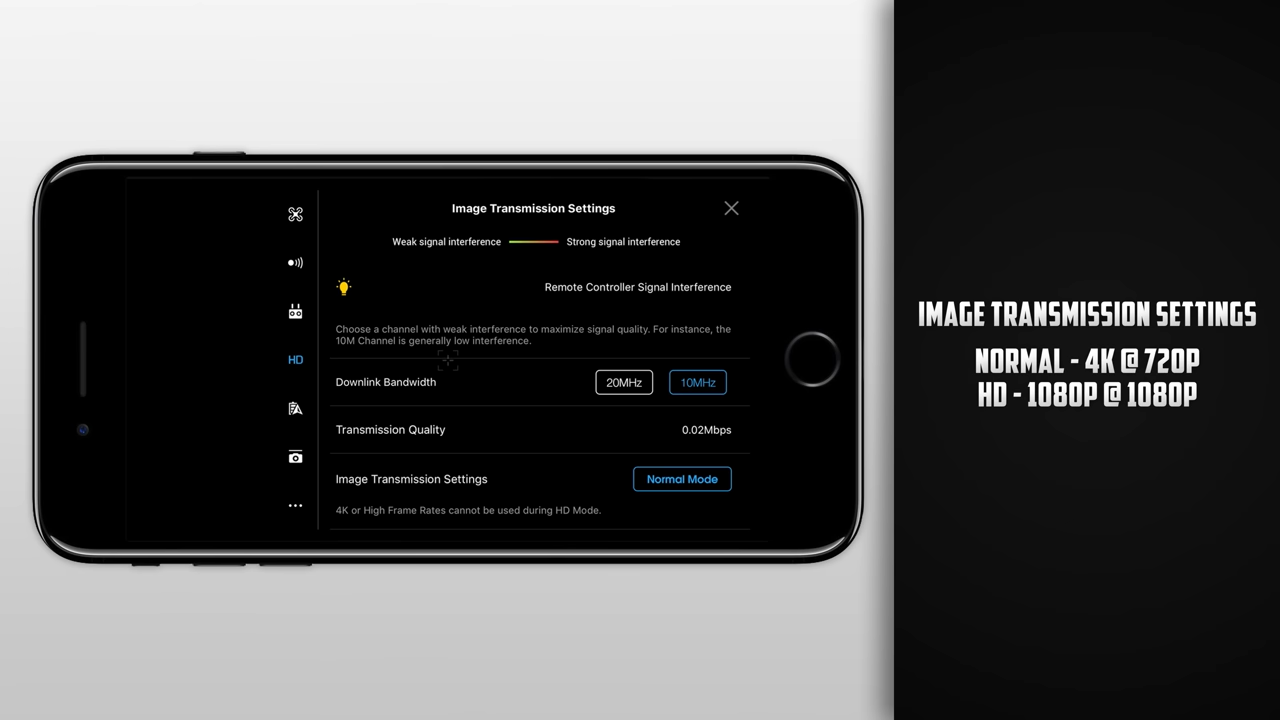 Image Transmission Settings
Weak signal interference
Strong signal interference
Remote Controller Signal Interference
Choose a channel with weak interference to maximize signal quality. For instance, the
10M Channel is generally low interference.
HD
Downlink Bandwidth
20MHz
10MHz
Transmission Quality
0.02Mbps
Image Transmission Settings
Normal Mode
4K or High Frame Rates cannot be used during HD Mode.
IMAGE TRANSMISSION SETTINGS
NORMAL - 4K @ 720P
HD - 1080P @ 1080P